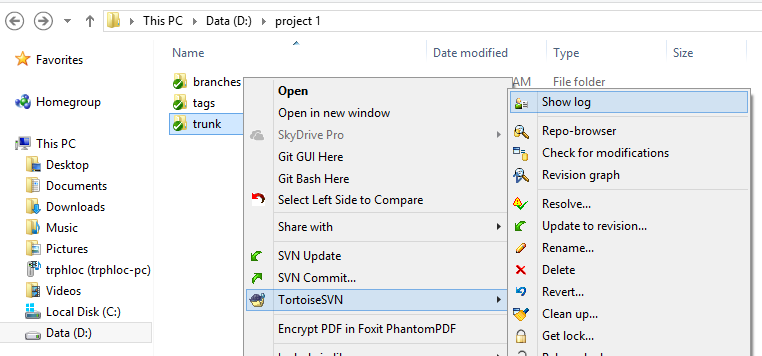 This PC
Data (D:)
project 1
Favorites
Homegroup
This PC
Desktop
Documents
Downloads
Music
Pictures
trphloc (trphloc-pc)
Videos
Local Disk (C:)
Data (D:)
Name
Date modified
Type
Size
branches
AM
File folder
tags
trunk
Open
Open in new window
SkyDrive Pro
Git GUI Here
Git Bash Here
Select Left Side to Compare
Share with
SVN Update
SVN Commit...
TortoiseSVN
Encrypt PDF in Foxit PhantomPDF
Show log
Repo-browser
Check for modifications
Revision graph
Resolve...
Update to revision...
Rename...
Delete
Revert...
Clean up...
Get lock...